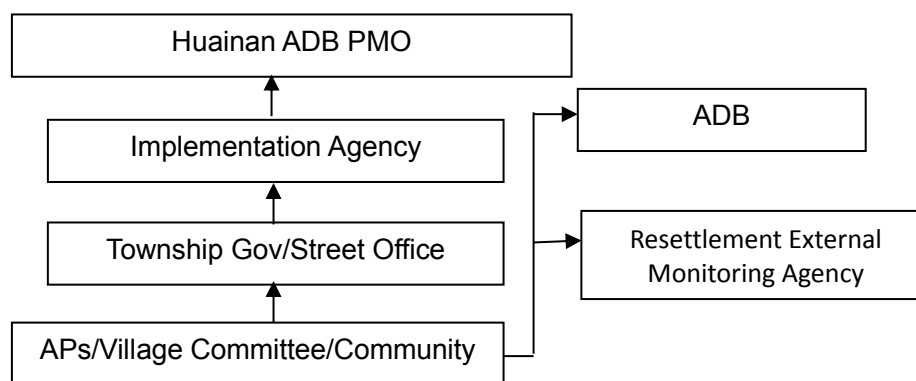 Huainan ADB PMO
ADB
Implementation Agency
Township Gov/Street Office
Resettlement External
Monitoring Agency
APs/Village Committee/Community